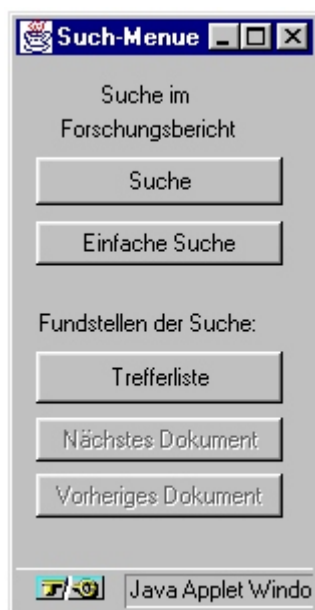 Such-Menue
Suche im
Forschungsbericht
Suche
Einfache Suche
Fundstellen der Suche:
Trefferliste
Nächstes Dokument
Vorheriges Dokument
Java Applet Windo